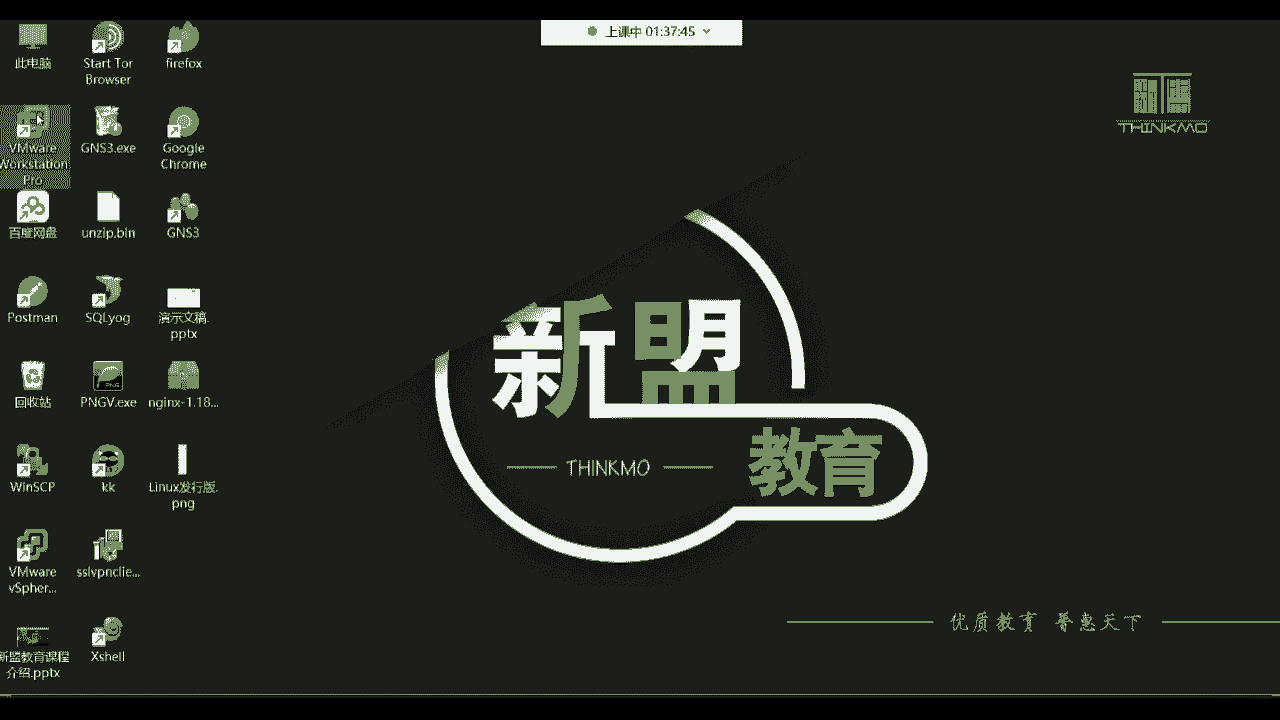 上课中 01:37:45
此电脑
Start Tor
Browser
firefox
THINKMO
VMware
Workstation
Pro
GNS3.exe
Google
Chrome
百度网盘
unzip.bin
GNS3
Postman
SQLyog
演示文稿.
pptx
新盟
教育
THINKMO
回收站
PNGV.exe
nginx-1.18...
WinSCP
kk
Linux发行版.
png
VMware
vSpher...
sslvpnclie...
优质教育 普惠天下
新盟教育课程
介绍.pptx
Xshell